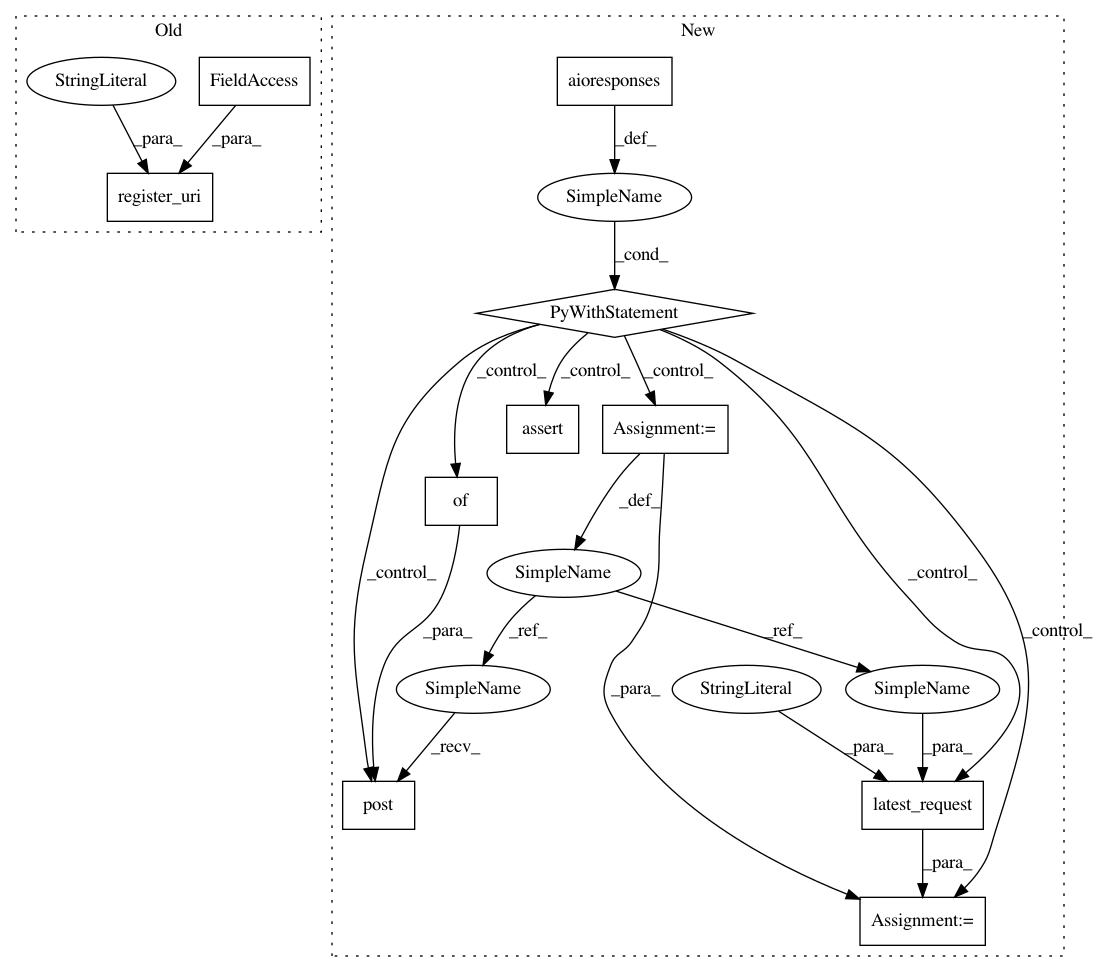 Old
New
StringLiteral
FieldAccess
aioresponses
_para_
_para_
_def_
register_uri
SimpleName
_cond_
PyWithStatement
_control_
_control_
_control_
assert
Assignment:=
of
_def_
_control_
SimpleName
_control_
_para_
_ref_
_ref_
_control_
SimpleName
_para_
StringLiteral
SimpleName
_recv_
_para_
_para_
post
latest_request
_para_
Assignment:=